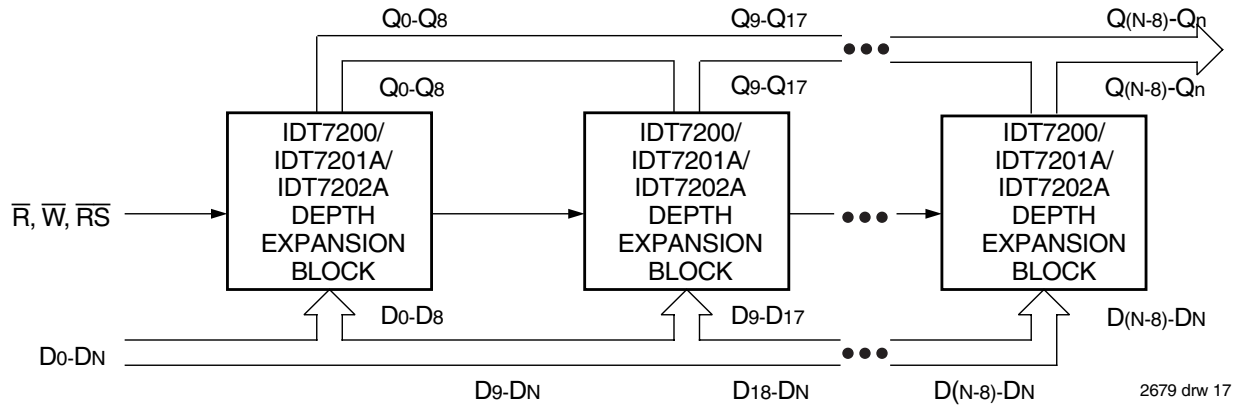 Q0-Q8 Q9-Q17 Q(N-8)-Qn
Q0-Q8 Q9-Q17 Q(N-8)-Qn
IDT7200/
IDT7201A/
IDT7202A
DEPTH
EXPANSION
BLOCK
IDT7200/
IDT7201A/
IDT7202A
DEPTH
EXPANSION
BLOCK
IDT7200/
IDT7201A/
IDT7202A
DEPTH
EXPANSION
BLOCK
R̅, W̅, R̅S̅
D0-D8 D9-D17 D(N-8)-DN
D0-DN
D9-DN D18-DN D(N-8)-DN
2679 drw 17